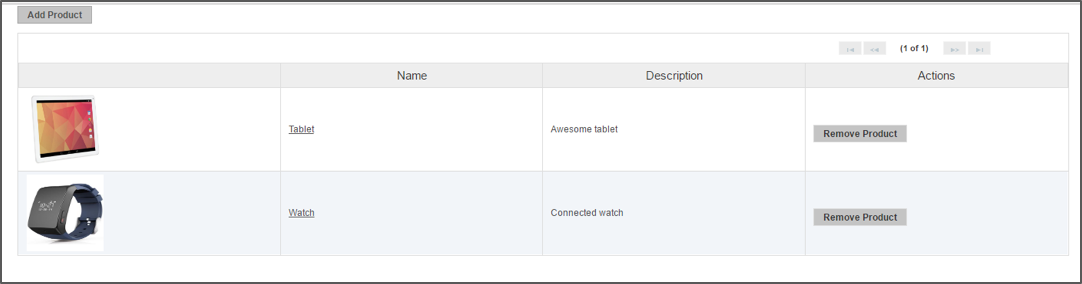 Add Product
(1 of 1)
Name Description Actions
Tablet Awesome tablet Remove Product
Watch Connected watch Remove Product